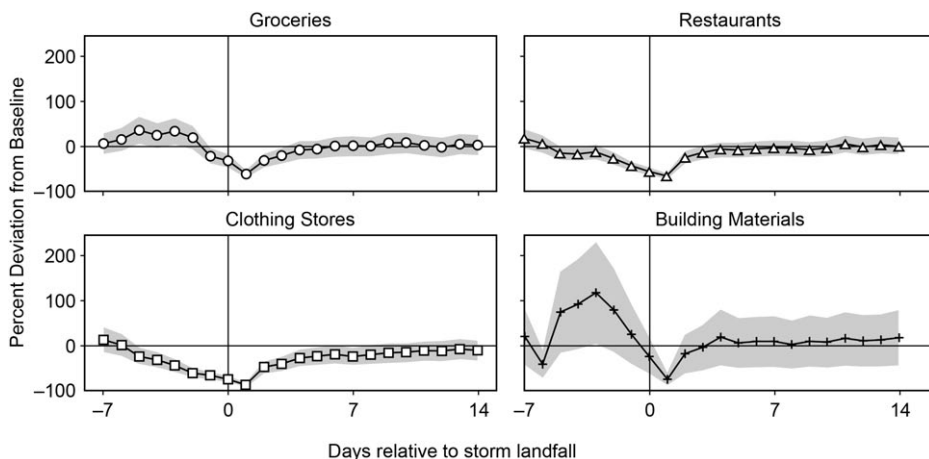 Groceries
Restaurants
Percent Deviation from Baseline
200
100
0
–100
Clothing Stores
Building Materials
200
100
0
–100
–7
0
7
14
–7
0
7
14
Days relative to storm landfall